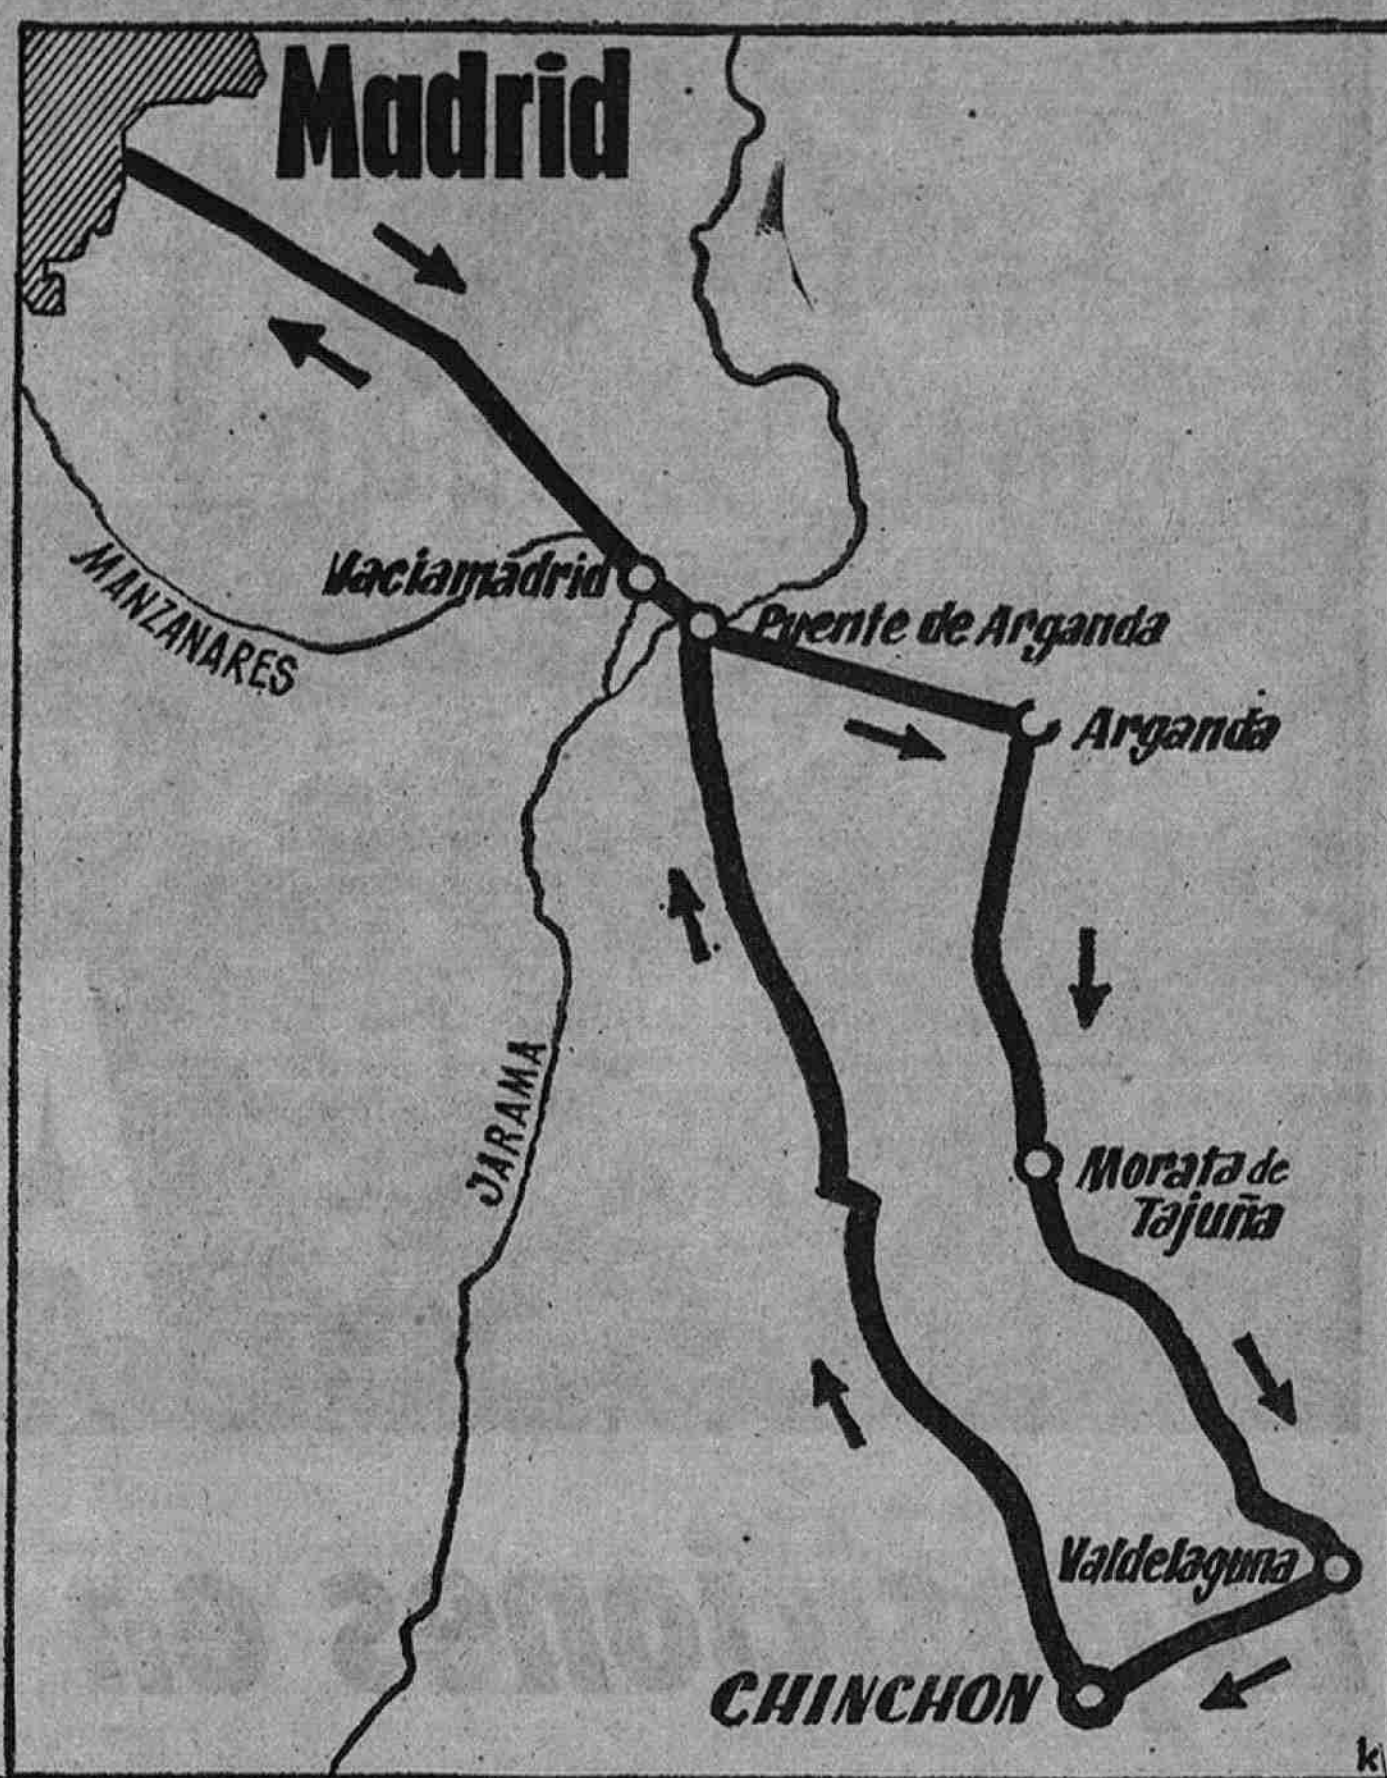 Madrid
MANZANARES
Vaciamadrid
Puente de Arganda
Arganda
JARAMA
Morata de
Tajuña
Valdelaguna
CHINCHON
k